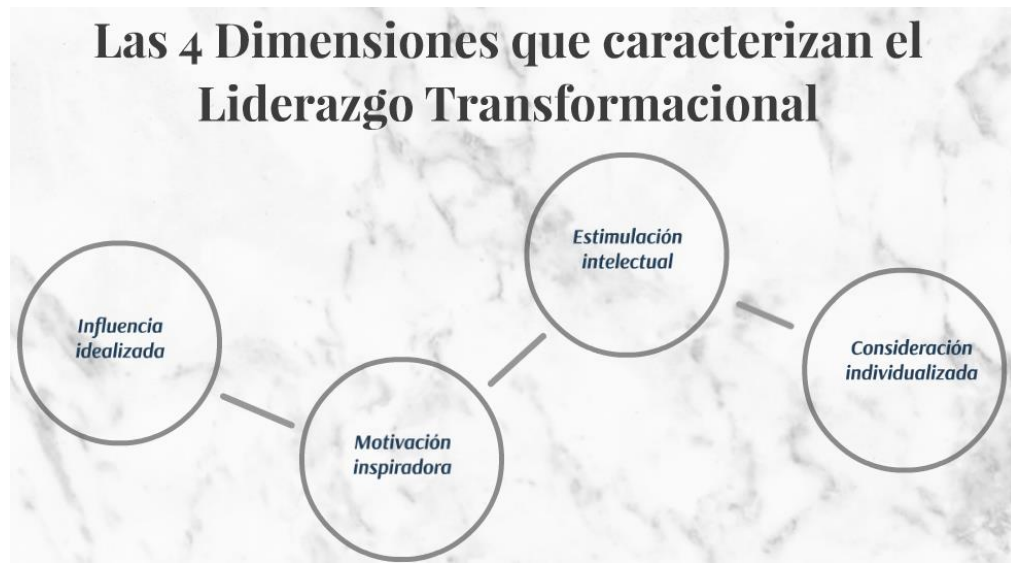 Las 4 Dimensiones que caracterizan el
Liderazgo Transformacional
Influencia
idealizada
Motivación
inspiradora
Estimulación
intelectual
Consideración
individualizada